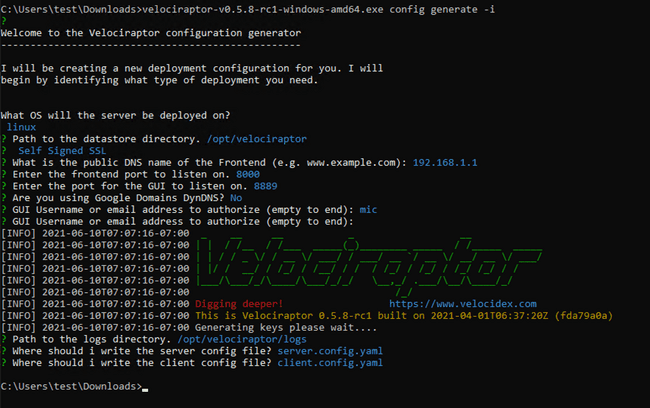 C:\Users\test\Downloads>velociraptor-v0.5.8-rc1-windows-amd64.exe config generate -i
?
Welcome to the Velociraptor configuration generator
---------------------------------------------------
I will be creating a new deployment configuration for you. I will
begin by identifying what type of deployment you need.
What OS will the server be deployed on?
linux
? Path to the datastore directory. /opt/velociraptor
?  Self Signed SSL
? What is the public DNS name of the Frontend (e.g. www.example.com): 192.168.1.1
? Enter the frontend port to listen on. 8000
? Enter the port for the GUI to listen on. 8889
? Are you using Google Domains DynDNS? No
? GUI Username or email address to authorize (empty to end): mic
? GUI Username or email address to authorize (empty to end):
[INFO] 2021-06-10T07:07:16-07:00
[INFO] 2021-06-10T07:07:16-07:00
[INFO] 2021-06-10T07:07:16-07:00
[INFO] 2021-06-10T07:07:16-07:00
[INFO] 2021-06-10T07:07:16-07:00 Velociraptor
[INFO] 2021-06-10T07:07:16-07:00
[INFO] 2021-06-10T07:07:16-07:00 Digging deeper! https://www.velocidex.com
[INFO] 2021-06-10T07:07:16-07:00 This is Velociraptor 0.5.8-rc1 built on 2021-04-01T06:37:20Z (fda79a0a)
[INFO] 2021-06-10T07:07:16-07:00 Generating keys please wait....
? Path to the logs directory. /opt/velociraptor/logs
? Where should i write the server config file? server.config.yaml
? Where should i write the client config file? client.config.yaml
C:\Users\test\Downloads>